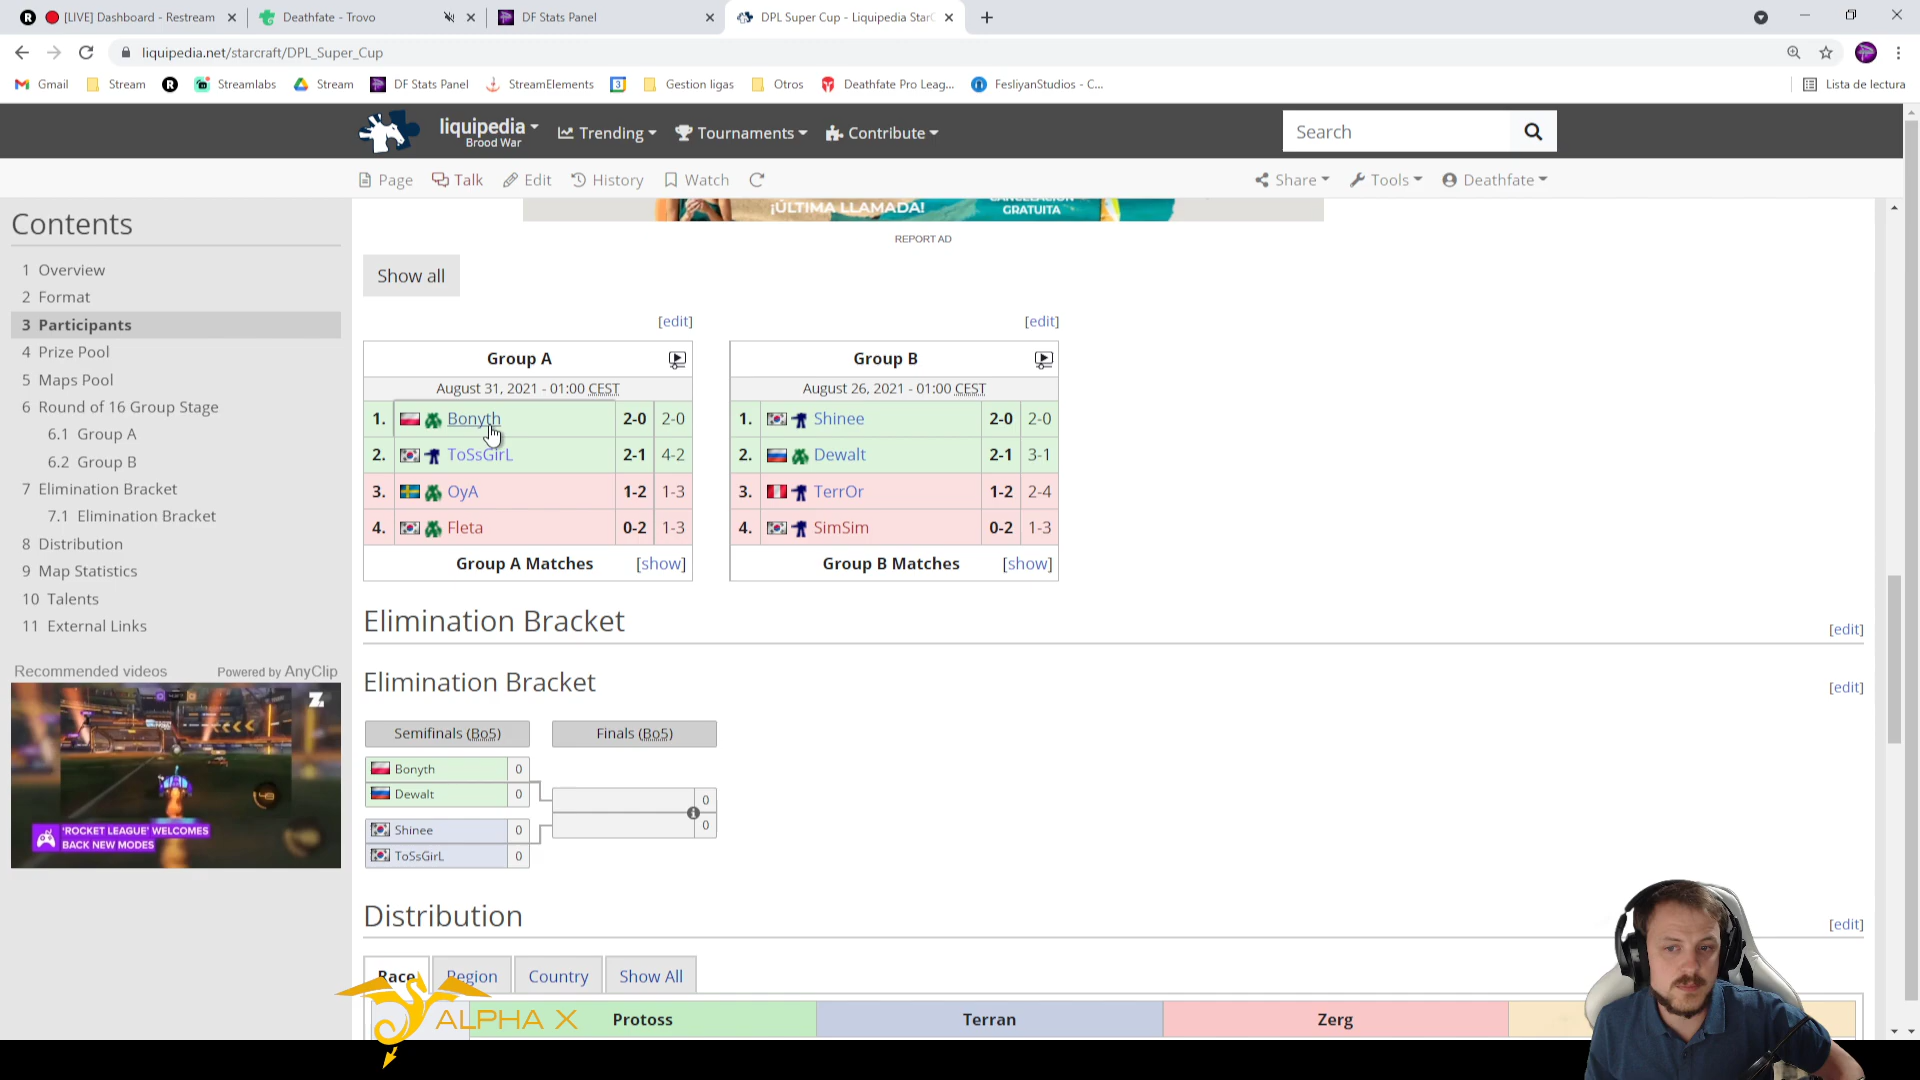 [LIVE] Dashboard - Restream
Deathfate - Trovo
DF Stats Panel
DPL Super Cup - Liquipedia StarC
liquipedia.net/starcraft/DPL_Super_Cup
Gmail
Stream
Streamlabs
Stream
DF Stats Panel
StreamElements
3
Gestion ligas
Otros
Deathfate Pro Leag...
FesliyanStudios - C...
Lista de lectura
liquipedia
Brood War
Trending
Tournaments
Contribute
Search
Page
Talk
Edit
History
Watch
Share
Tools
Deathfate
Contents
1 Overview
2 Format
3 Participants
4 Prize Pool
5 Maps Pool
6 Round of 16 Group Stage
6.1 Group A
6.2 Group B
7 Elimination Bracket
7.1 Elimination Bracket
8 Distribution
9 Map Statistics
10 Talents
11 External Links
Recommended videos
Powered by AnyClip
'ROCKET LEAGUE' WELCOMES
BACK NEW MODES
¡ÚLTIMA LLAMADA!
CANCELACIÓN
GRATUITA
REPORT AD
Show all
[edit]
Group A
August 31, 2021 - 01:00 CEST
1. Bonyth 2-0 2-0
2. ToSsGirL 2-1 4-2
3. OyA 1-2 1-3
4. Fleta 0-2 1-3
Group A Matches [show]
[edit]
Group B
August 26, 2021 - 01:00 CEST
1. Shinee 2-0 2-0
2. Dewalt 2-1 3-1
3. TerrOr 1-2 2-4
4. SimSim 0-2 1-3
Group B Matches [show]
Elimination Bracket
[edit]
Elimination Bracket
[edit]
Semifinals (Bo5)
Finals (Bo5)
Bonyth 0
Dewalt 0
Shinee 0
ToSsGirL 0
0
0
Distribution
[edit]
Race
Region
Country
Show All
Protoss
Terran
Zerg
ALPHA X